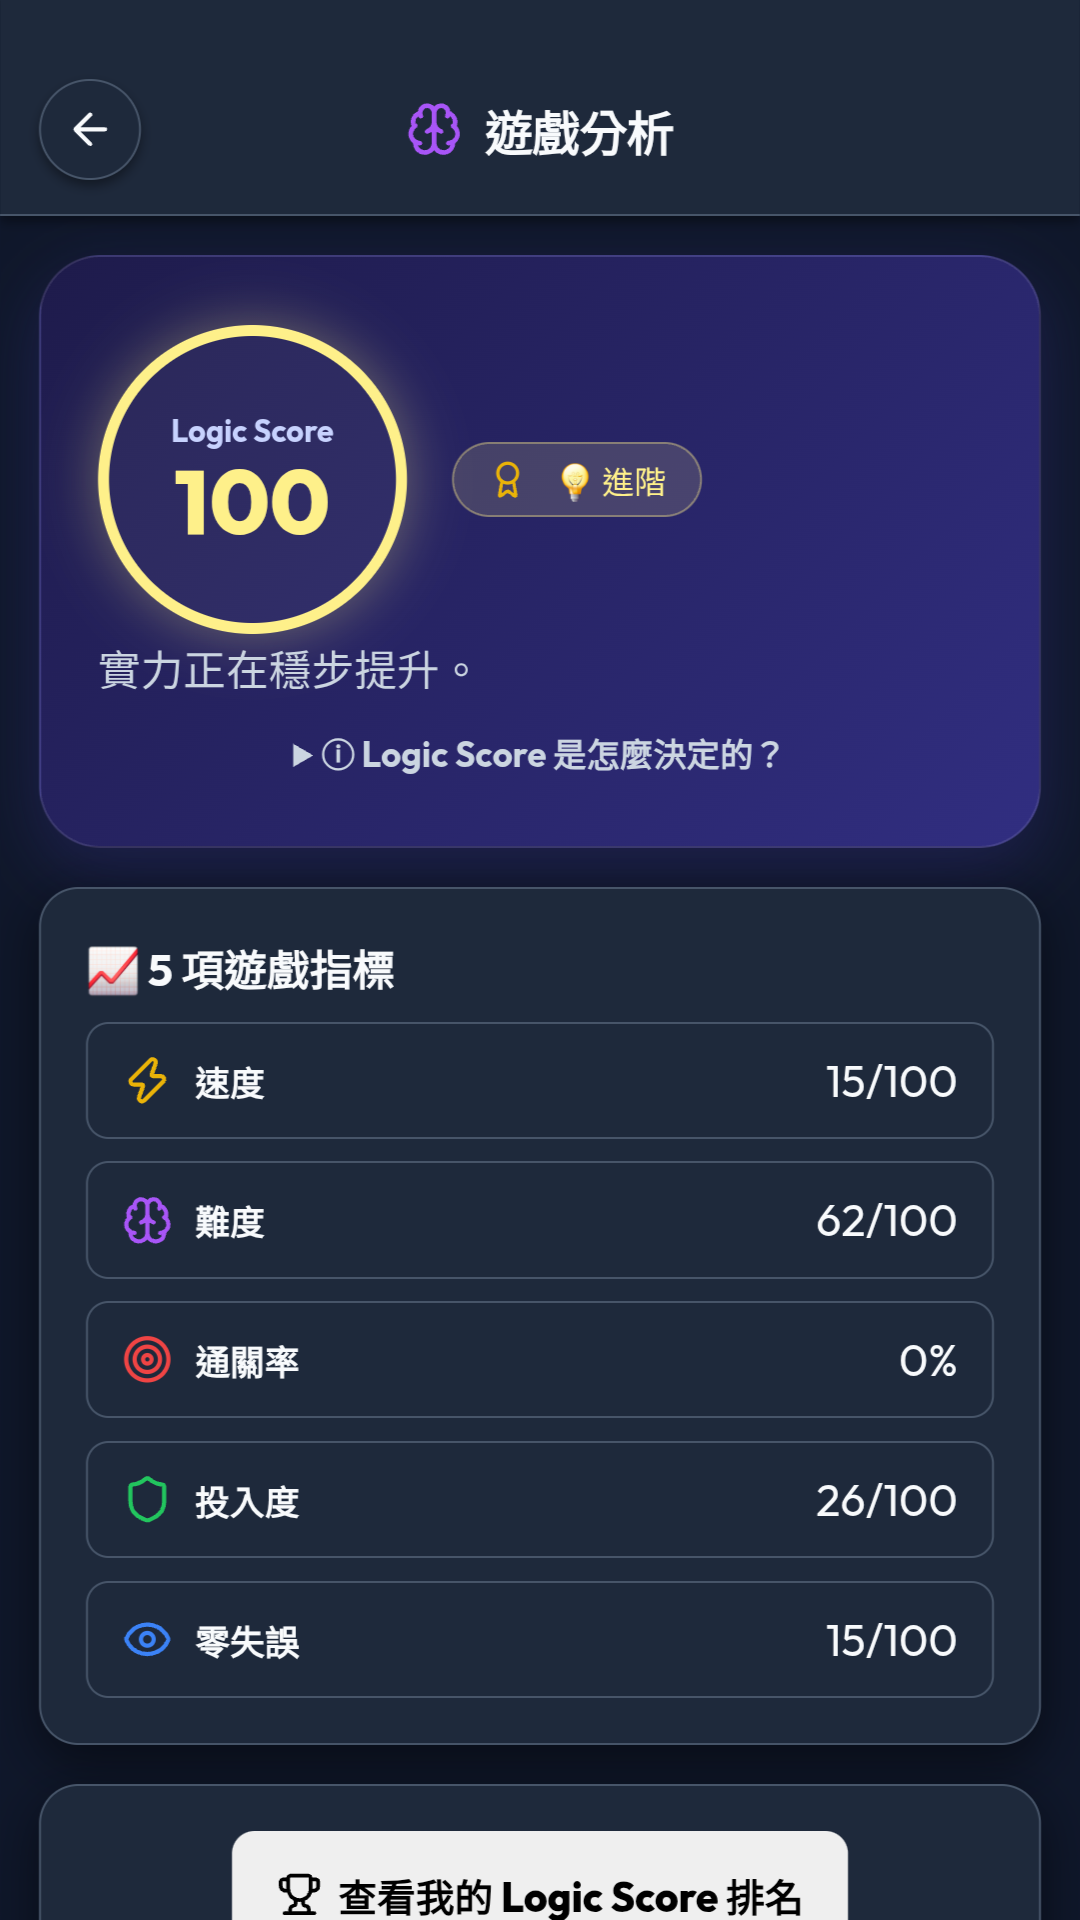 遊戲分析
Logic Score
100
💡 進階
實力正在穩步提升。
▶ ⓘ Logic Score 是怎麼決定的？
📈 5 項遊戲指標
速度 15/100
難度 62/100
通關率 0%
投入度 26/100
零失誤 15/100
查看我的 Logic Score 排名